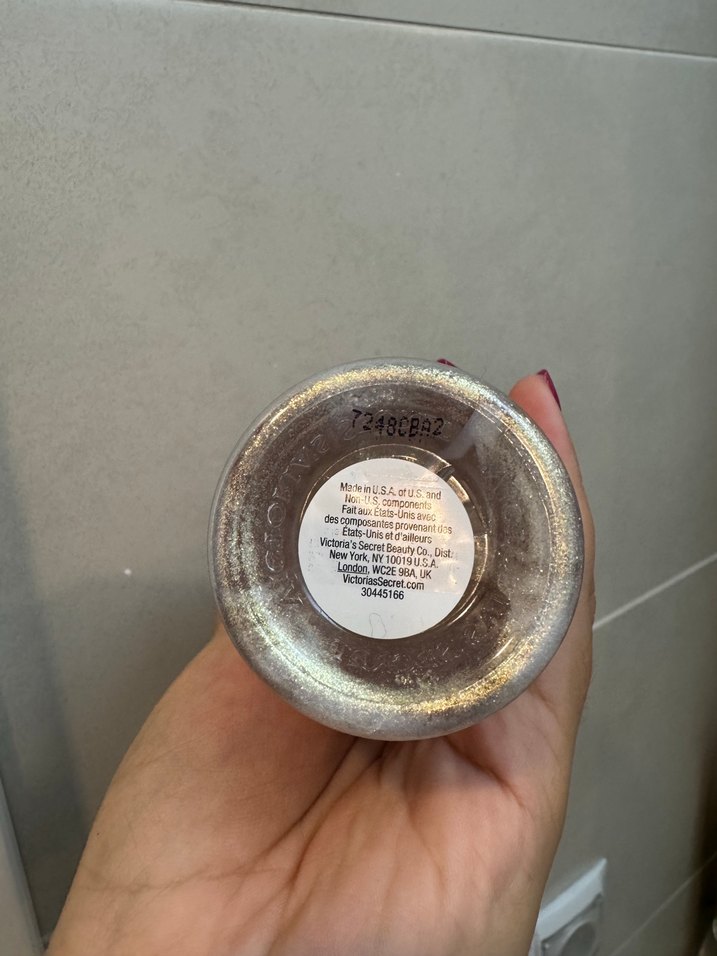 7248CBA2
Made in U.S.A. of U.S. and
Non-U.S. components
Fait aux États-Unis avec
des composantes provenant des
États-Unis et d'ailleurs
Victoria's Secret Beauty Co., Dist.
New York, NY 10019 U.S.A.
London, WC2E 9BA, UK
VictoriasSecret.com
30445166